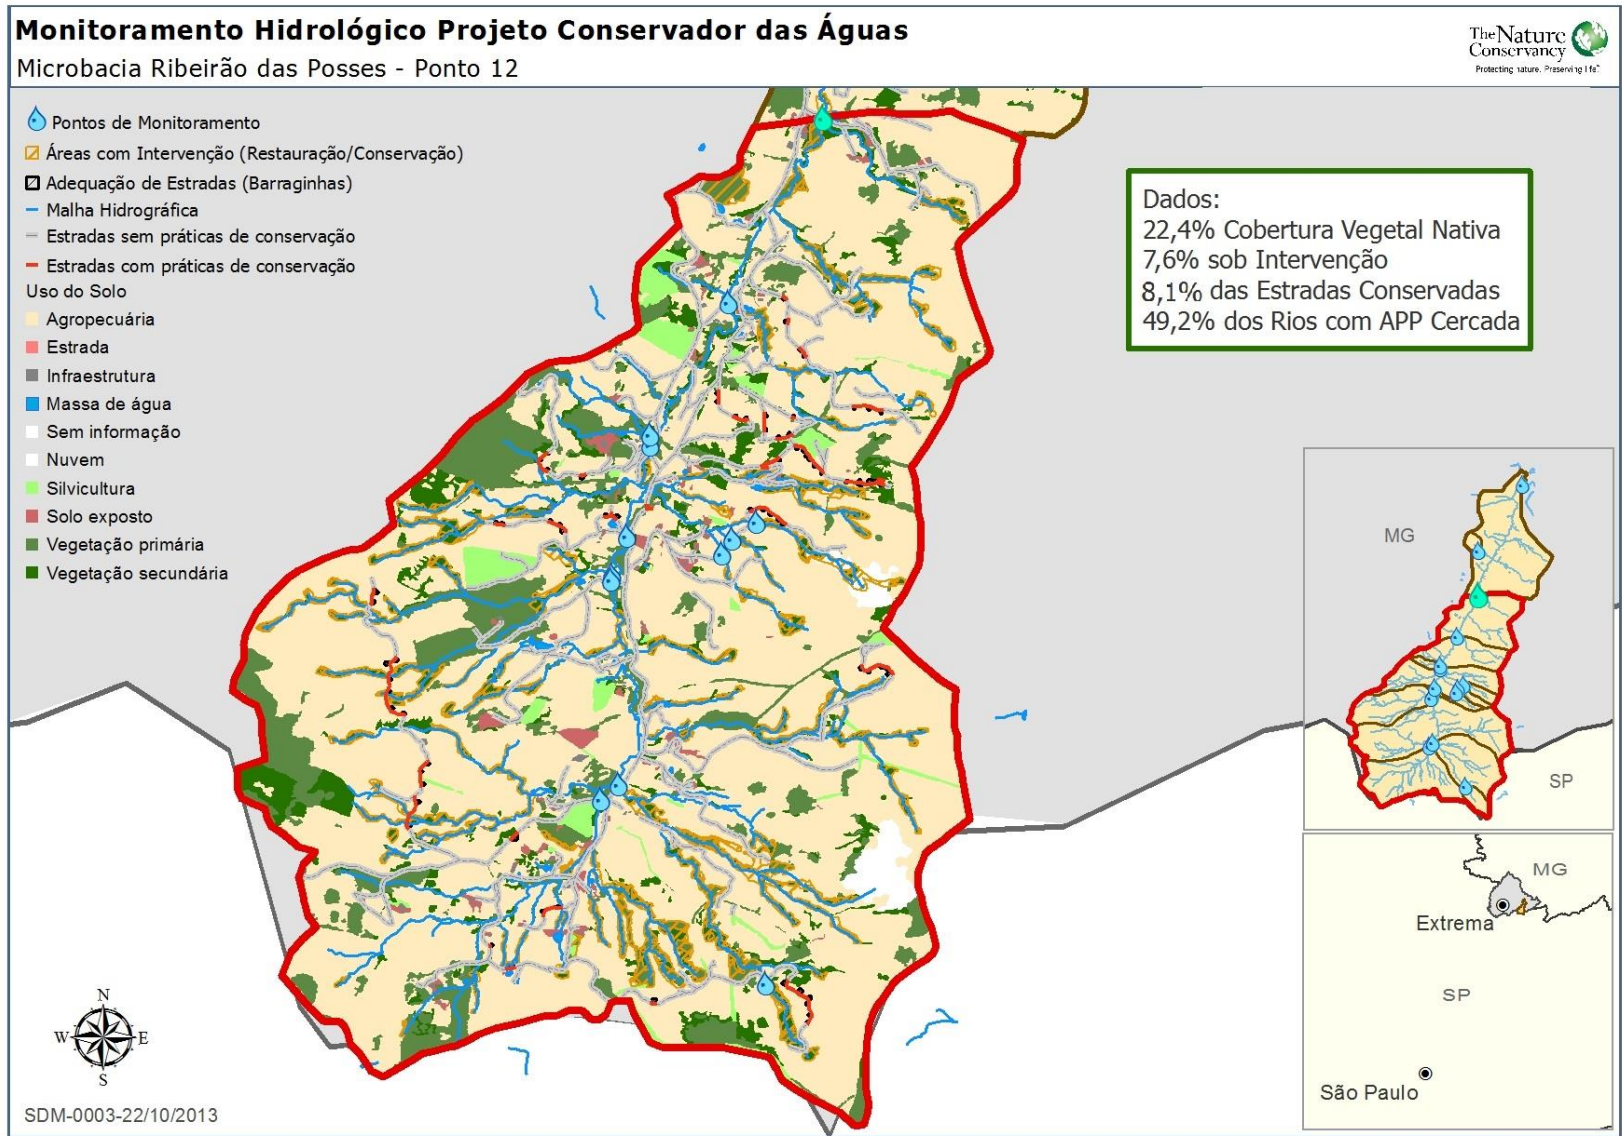 Monitoramento Hidrológico Projeto Conservador das Águas
Microbacia Ribeirão das Posses - Ponto 12
The Nature
Conservancy
Protecting nature. Preserving life.
Pontos de Monitoramento
Áreas com Intervenção (Restauração/Conservação)
Adequação de Estradas (Barraginhas)
Malha Hidrográfica
Estradas sem práticas de conservação
Estradas com práticas de conservação
Uso do Solo
Agropecuária
Estrada
Infraestrutura
Massa de água
Sem informação
Nuvem
Silvicultura
Solo exposto
Vegetação primária
Vegetação secundária
Dados:
22,4% Cobertura Vegetal Nativa
7,6% sob Intervenção
8,1% das Estradas Conservadas
49,2% dos Rios com APP Cercada
MG
SP
MG
Extrema
SP
São Paulo
N
W
E
S
SDM-0003-22/10/2013